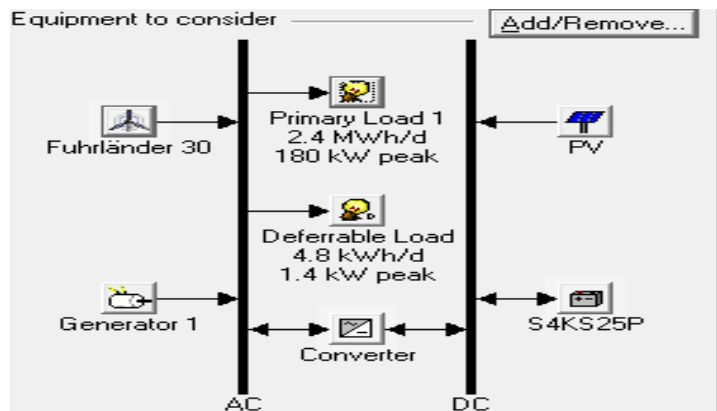 Equipment to consider
Add/Remove...
Fuhrländer 30
Primary Load 1
2.4 MWh/d
180 kW peak
PV
Deferrable Load
4.8 kWh/d
1.4 kW peak
Generator 1
Converter
S4KS25P
AC
DC